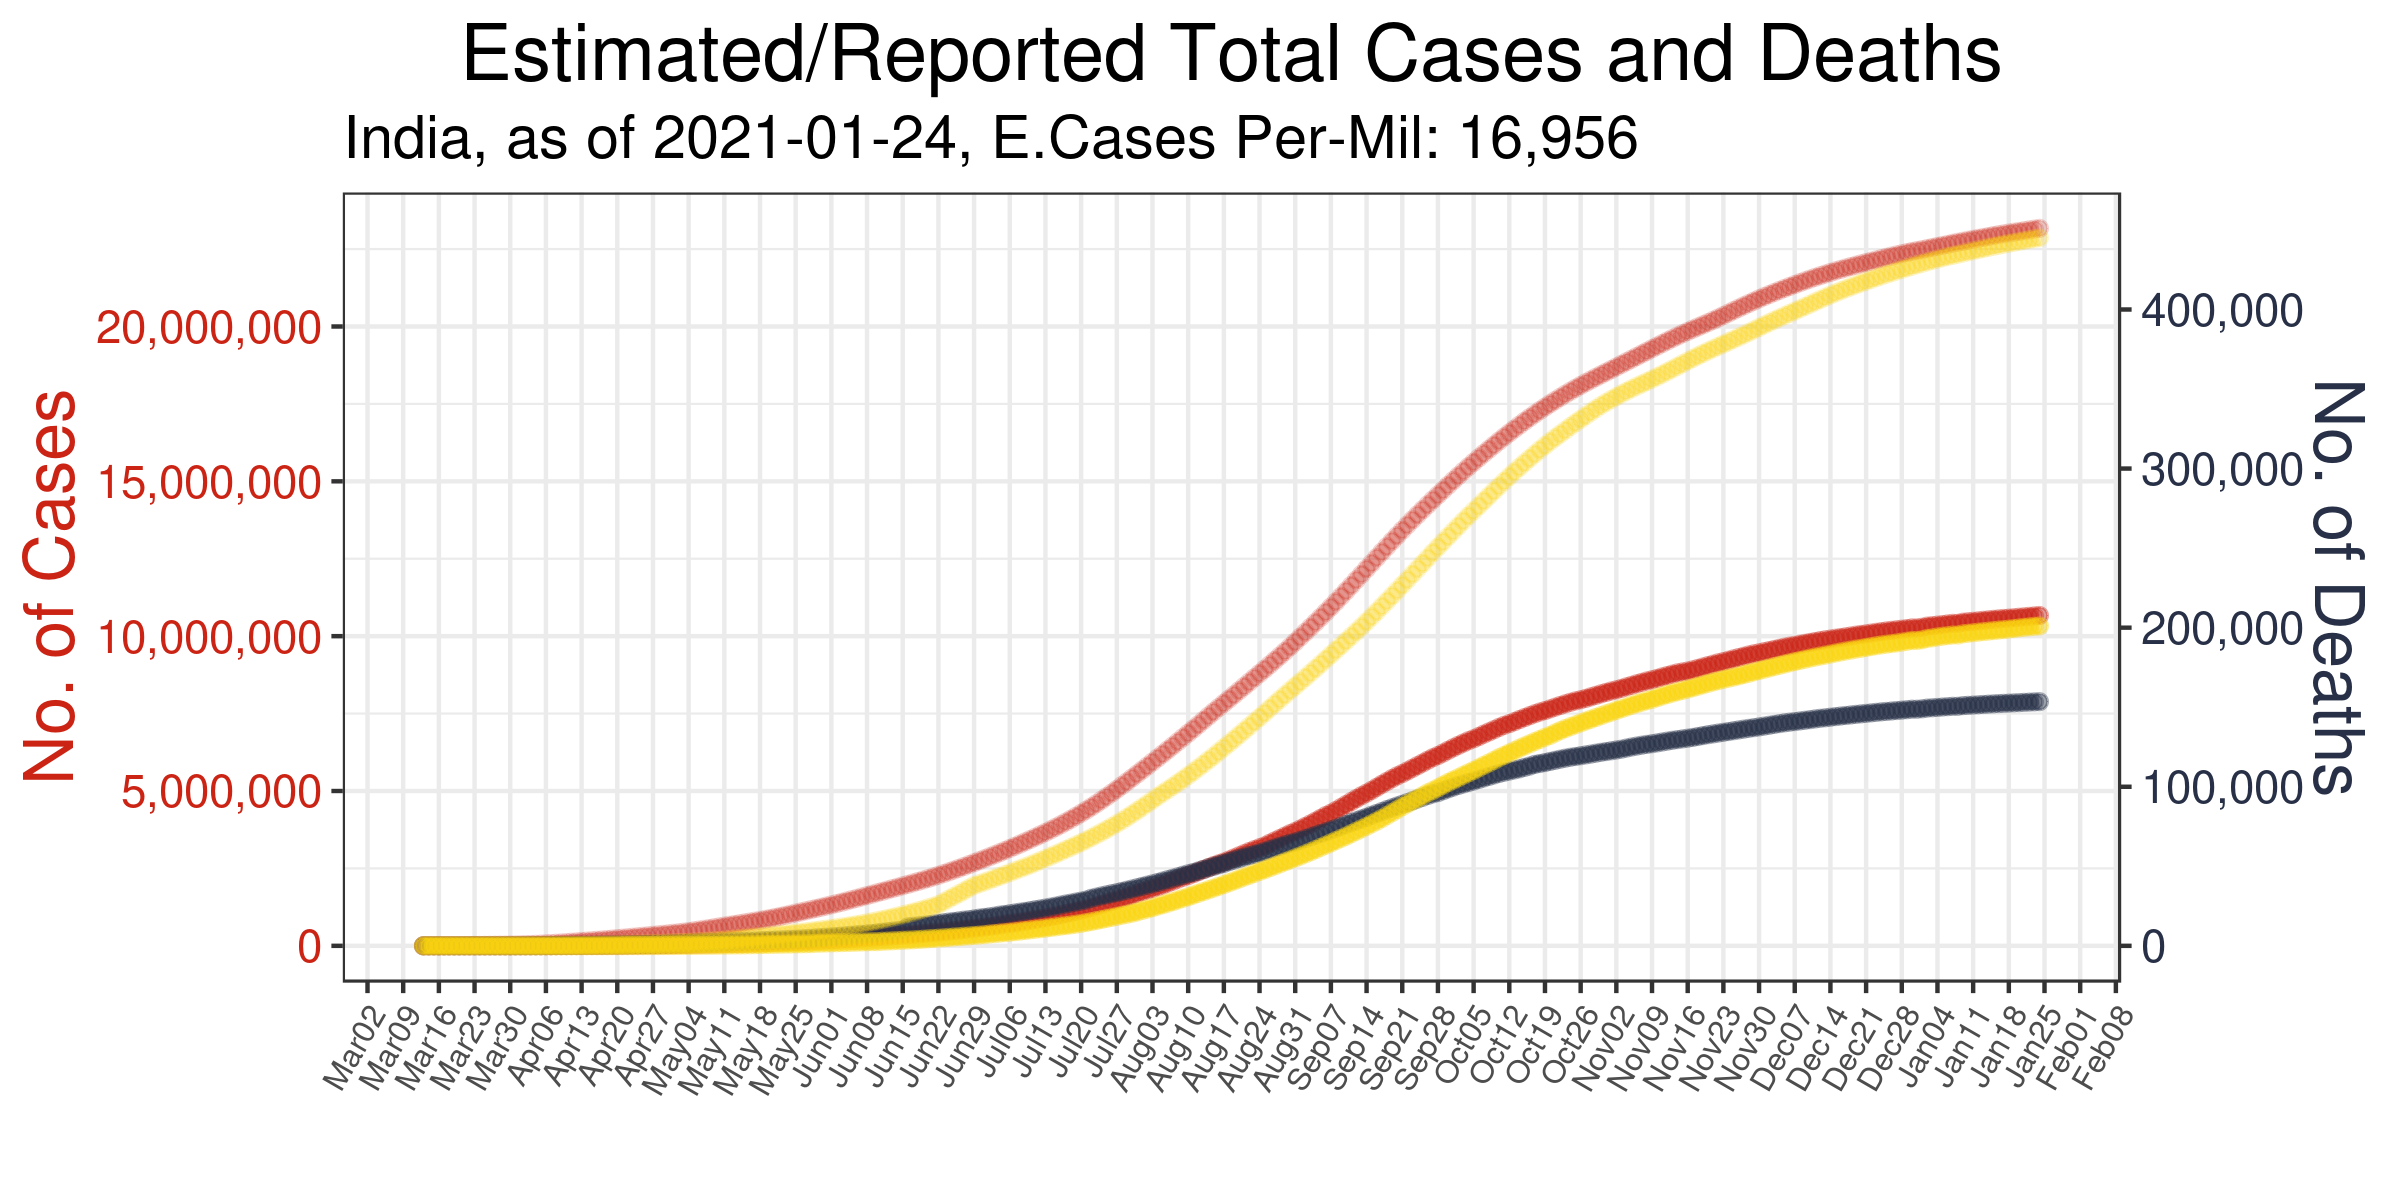 Estimated/Reported Total Cases and Deaths
India, as of 2021-01-24, E.Cases Per-Mil: 16,956
No. of Cases
20,000,000
15,000,000
10,000,000
5,000,000
0
400,000
300,000
200,000
100,000
0
No. of Deaths
Mar02
Mar09
Mar16
Mar23
Mar30
Apr06
Apr13
Apr20
Apr27
May04
May11
May18
May25
Jun01
Jun08
Jun15
Jun22
Jun29
Jul06
Jul13
Jul20
Jul27
Aug03
Aug10
Aug17
Aug24
Aug31
Sep07
Sep14
Sep21
Sep28
Oct05
Oct12
Oct19
Oct26
Nov02
Nov09
Nov16
Nov23
Nov30
Dec07
Dec14
Dec21
Dec28
Jan04
Jan11
Jan18
Jan25
Feb01
Feb08